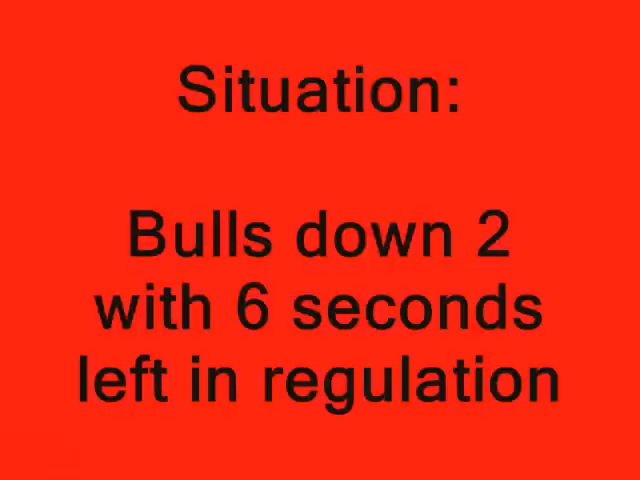 Situation:
Bulls down 2
with 6 seconds
left in regulation